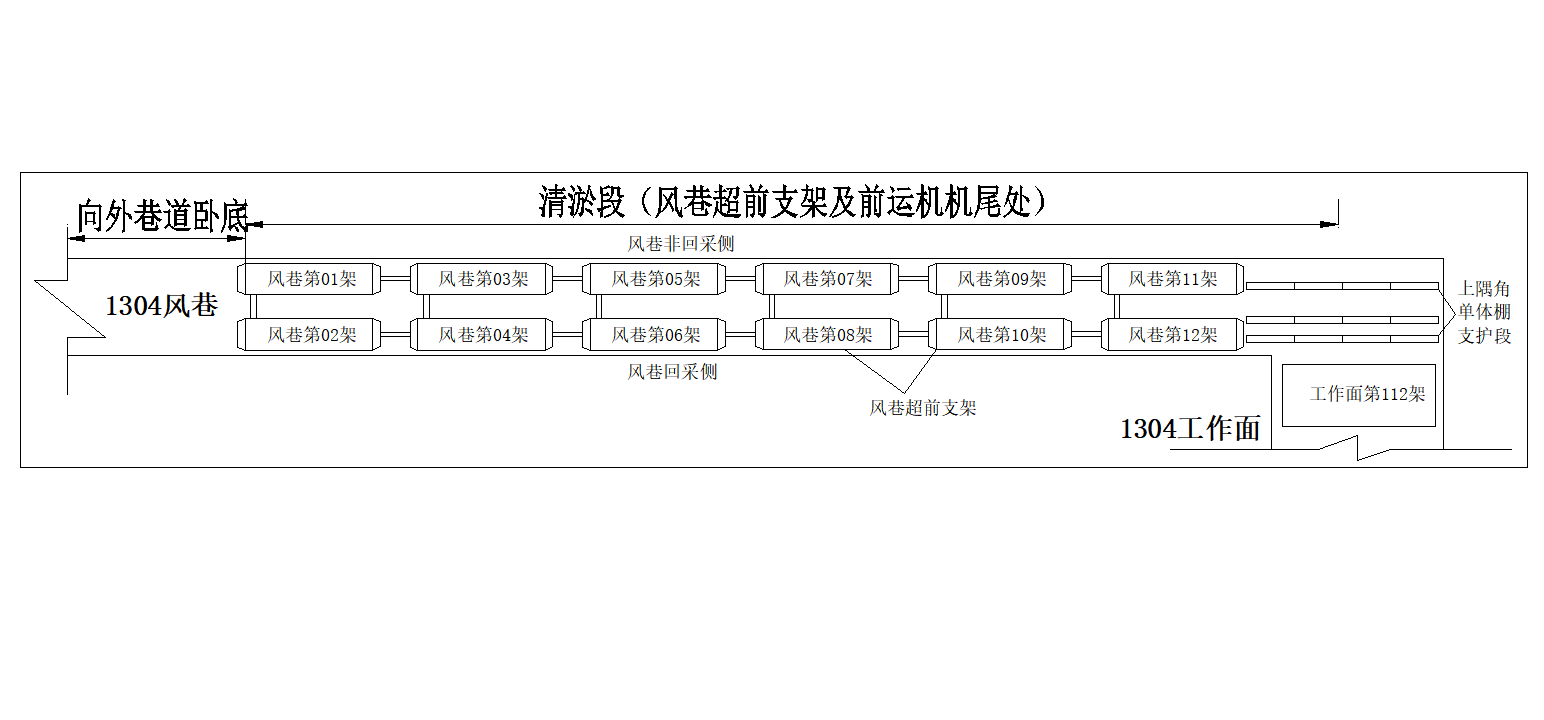 清淤段（风巷超前支架及前运机机尾处）
向外巷道卧底
风巷非回采侧
风巷第01架
风巷第03架
风巷第05架
风巷第07架
风巷第09架
风巷第11架
1304风巷
上隅角
单体棚
支护段
风巷第02架
风巷第04架
风巷第06架
风巷第08架
风巷第10架
风巷第12架
风巷回采侧
风巷超前支架
工作面第112架
1304工作面